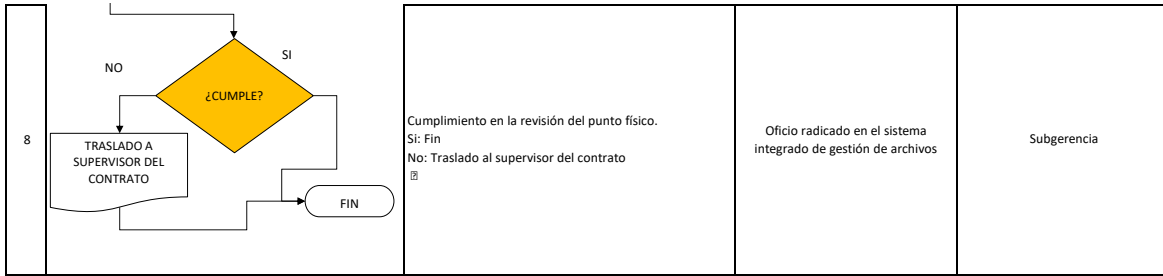 8
NO
SI
¿CUMPLE?
TRASLADO A
SUPERVISOR DEL
CONTRATO
FIN
Cumplimiento en la revisión del punto físico.
Si: Fin
No: Traslado al supervisor del contrato
Oficio radicado en el sistema
integrado de gestión de archivos
Subgerencia